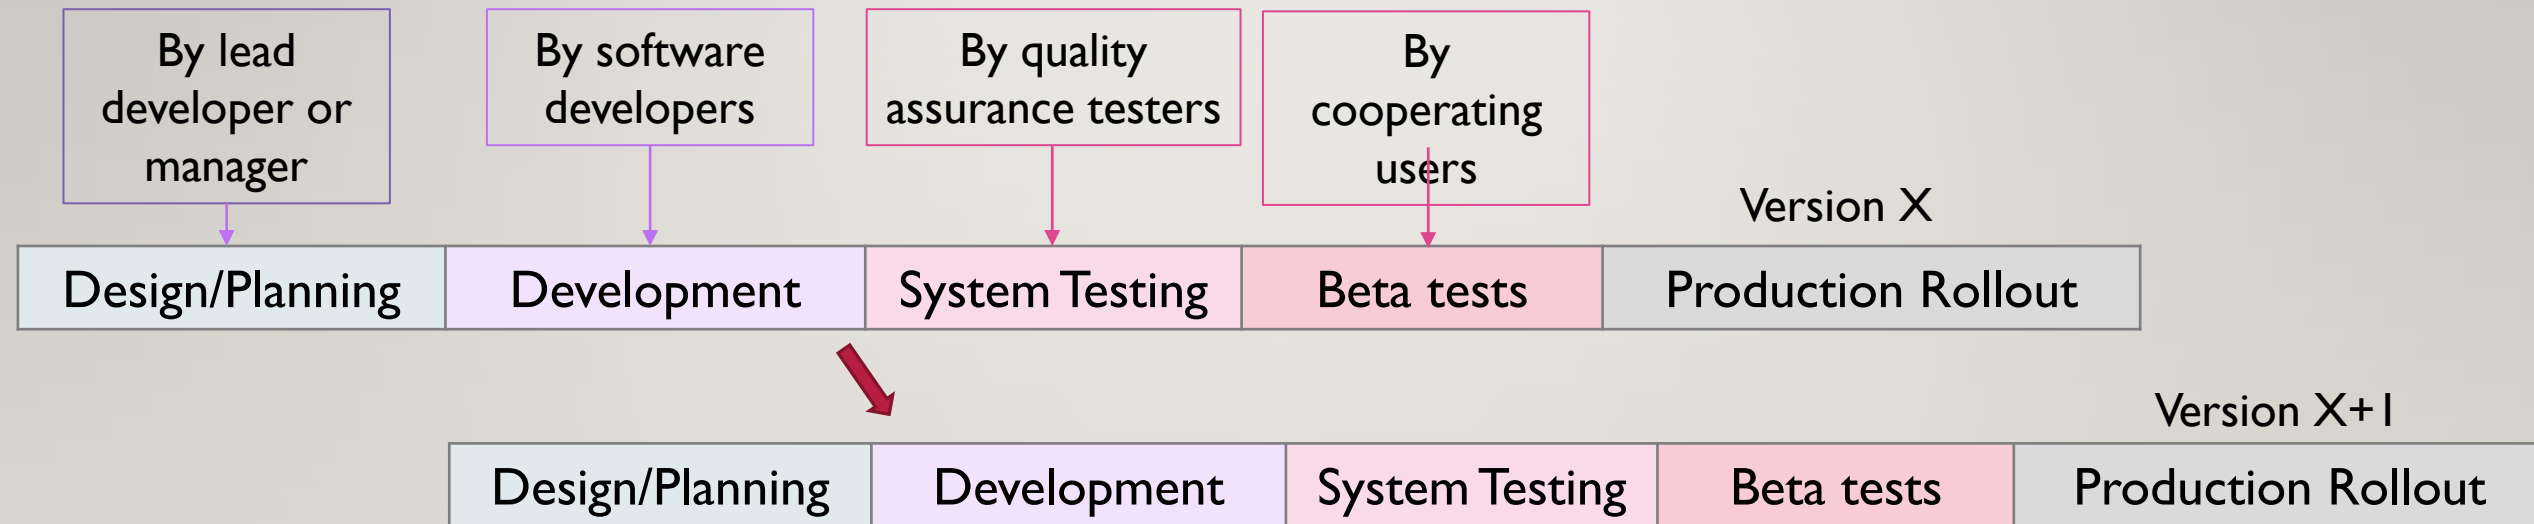 By lead
developer or
manager
By software
developers
By quality
assurance testers
By
cooperating
users
Version X
Design/Planning
Development
System Testing
Beta tests
Production Rollout
Version X+1
Design/Planning
Development
System Testing
Beta tests
Production Rollout